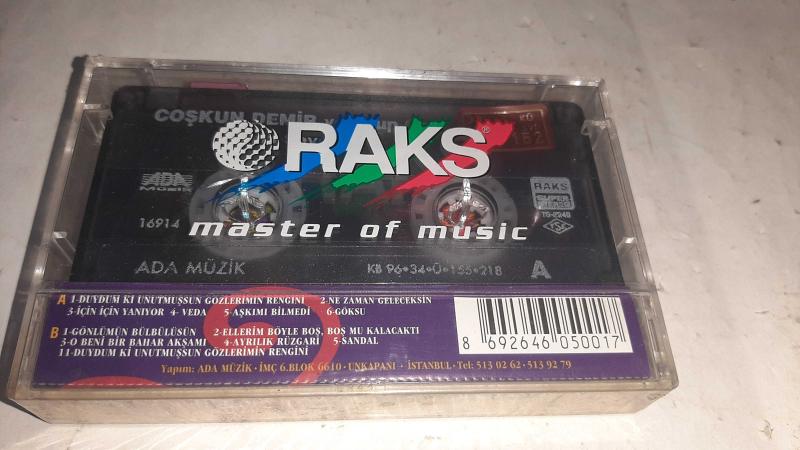 COŞKUN DEMİR
RAKS®
ADA
MÜZİK
RAKS
SUPER
16914
master of music
ADA MÜZİK
KB 96•34•Ü•155•218
A
A 1-DUYDUM Kİ UNUTMUŞSUN GÖZLERİMİN RENGİNİ 2-NE ZAMAN GELECEKSİN
3-İÇİN İÇİN YANIYOR 4- VEDA 5-AŞKIMI BİLMEDİ 6-GÖKSU
B 1-GÖNLÜMÜN BÜLBÜLÜSÜN 2-ELLERİM BÖYLE BOŞ, BOŞ MU KALACAKTI
3-O BENİ BİR BAHAR AKŞAMI 4-AYRILIK RÜZGARI 5-SANDAL
11-DUYDUM Kİ UNUTMUŞSUN GÖZLERİMİN RENGİNİ
8 692646 050017
Yapım: ADA MÜZİK • İMÇ 6.BLOK 6610 • UNKAPANI • İSTANBUL • Tel: 513 02 62 • 513 92 79